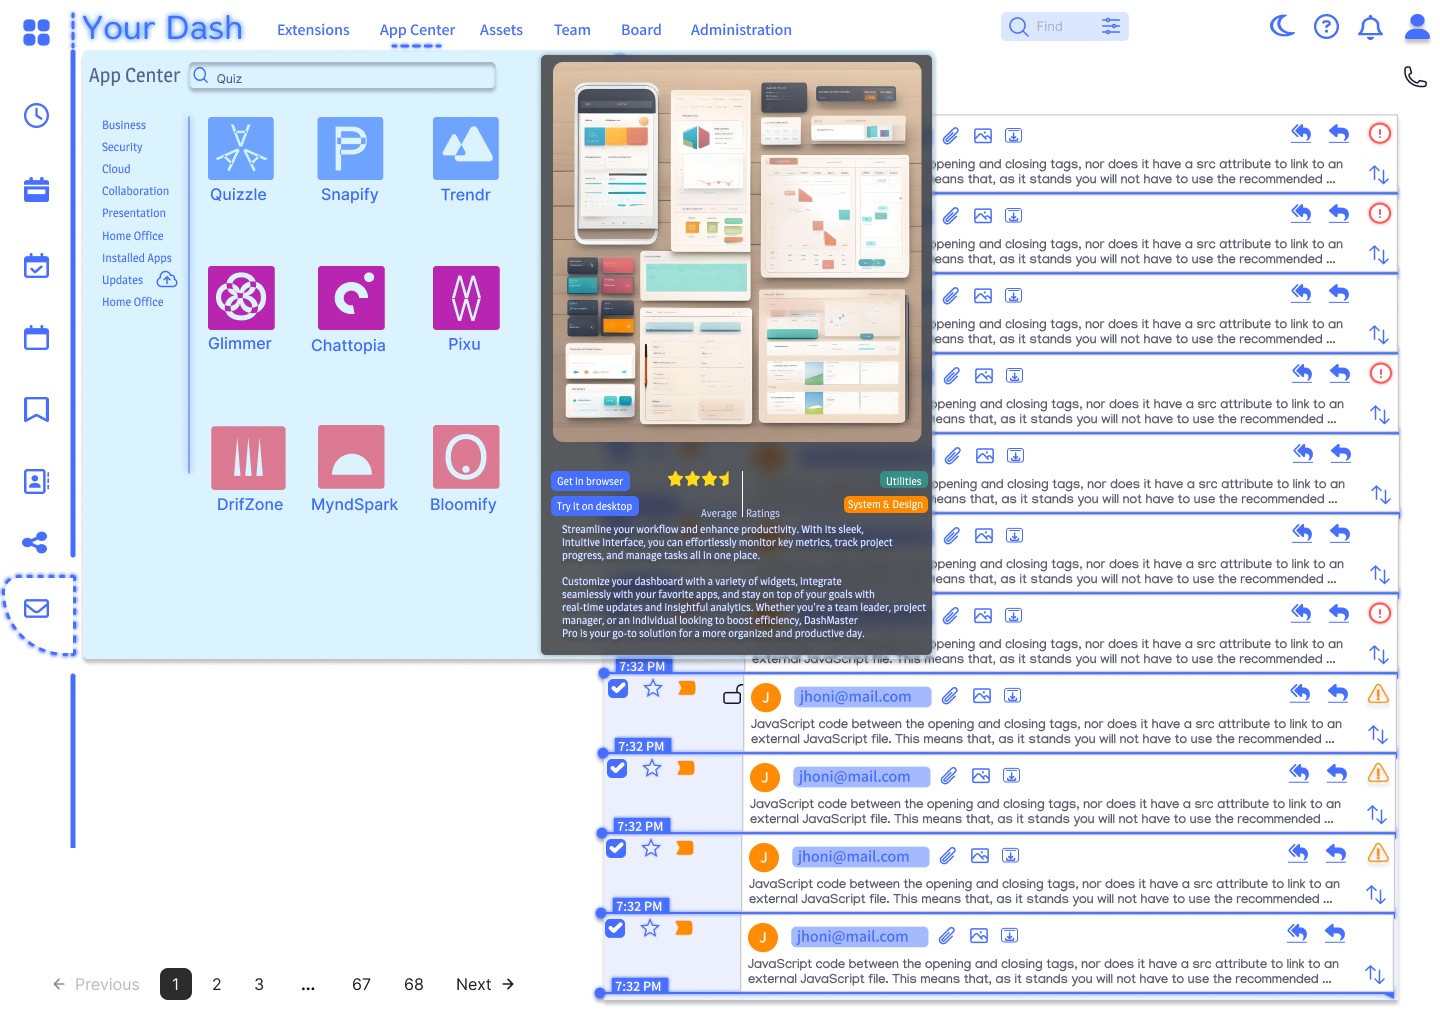 Your Dash
Extensions
App Center
Assets
Team
Board
Administration
Find
App Center
Quiz
Business
Security
Cloud
Collaboration
Presentation
Home Office
Installed Apps
Updates
Home Office
Quizzle
Snapify
Trendr
Glimmer
Chattopia
Pixu
DrifZone
MyndSpark
Bloomify
Get in browser
Try it on desktop
Average
Ratings
Utilities
System & Design
Streamline your workflow and enhance productivity. With its sleek,
intuitive interface, you can effortlessly monitor key metrics, track project
progress, and manage tasks all in one place.
Customize your dashboard with a variety of widgets, integrate
seamlessly with your favorite apps, and stay on top of your goals with
real-time updates and insightful analytics. Whether you're a team leader, project
manager, or an individual looking to boost efficiency, DashMaster
Pro is your go-to solution for a more organized and productive day.
opening and closing tags, nor does it have a src attribute to link to an
means that, as it stands you will not have to use the recommended ...
opening and closing tags, nor does it have a src attribute to link to an
means that, as it stands you will not have to use the recommended ...
opening and closing tags, nor does it have a src attribute to link to an
means that, as it stands you will not have to use the recommended ...
opening and closing tags, nor does it have a src attribute to link to an
means that, as it stands you will not have to use the recommended ...
opening and closing tags, nor does it have a src attribute to link to an
means that, as it stands you will not have to use the recommended ...
opening and closing tags, nor does it have a src attribute to link to an
means that, as it stands you will not have to use the recommended ...
opening and closing tags, nor does it have a src attribute to link to an
external JavaScript file. This means that, as it stands you will not have to use the recommended ...
7:32 PM
J
jhoni@mail.com
JavaScript code between the opening and closing tags, nor does it have a src attribute to link to an
external JavaScript file. This means that, as it stands you will not have to use the recommended ...
7:32 PM
J
jhoni@mail.com
JavaScript code between the opening and closing tags, nor does it have a src attribute to link to an
external JavaScript file. This means that, as it stands you will not have to use the recommended ...
7:32 PM
J
jhoni@mail.com
JavaScript code between the opening and closing tags, nor does it have a src attribute to link to an
external JavaScript file. This means that, as it stands you will not have to use the recommended ...
7:32 PM
J
jhoni@mail.com
JavaScript code between the opening and closing tags, nor does it have a src attribute to link to an
external JavaScript file. This means that, as it stands you will not have to use the recommended ...
7:32 PM
Previous 1 2 3 ... 67 68 Next